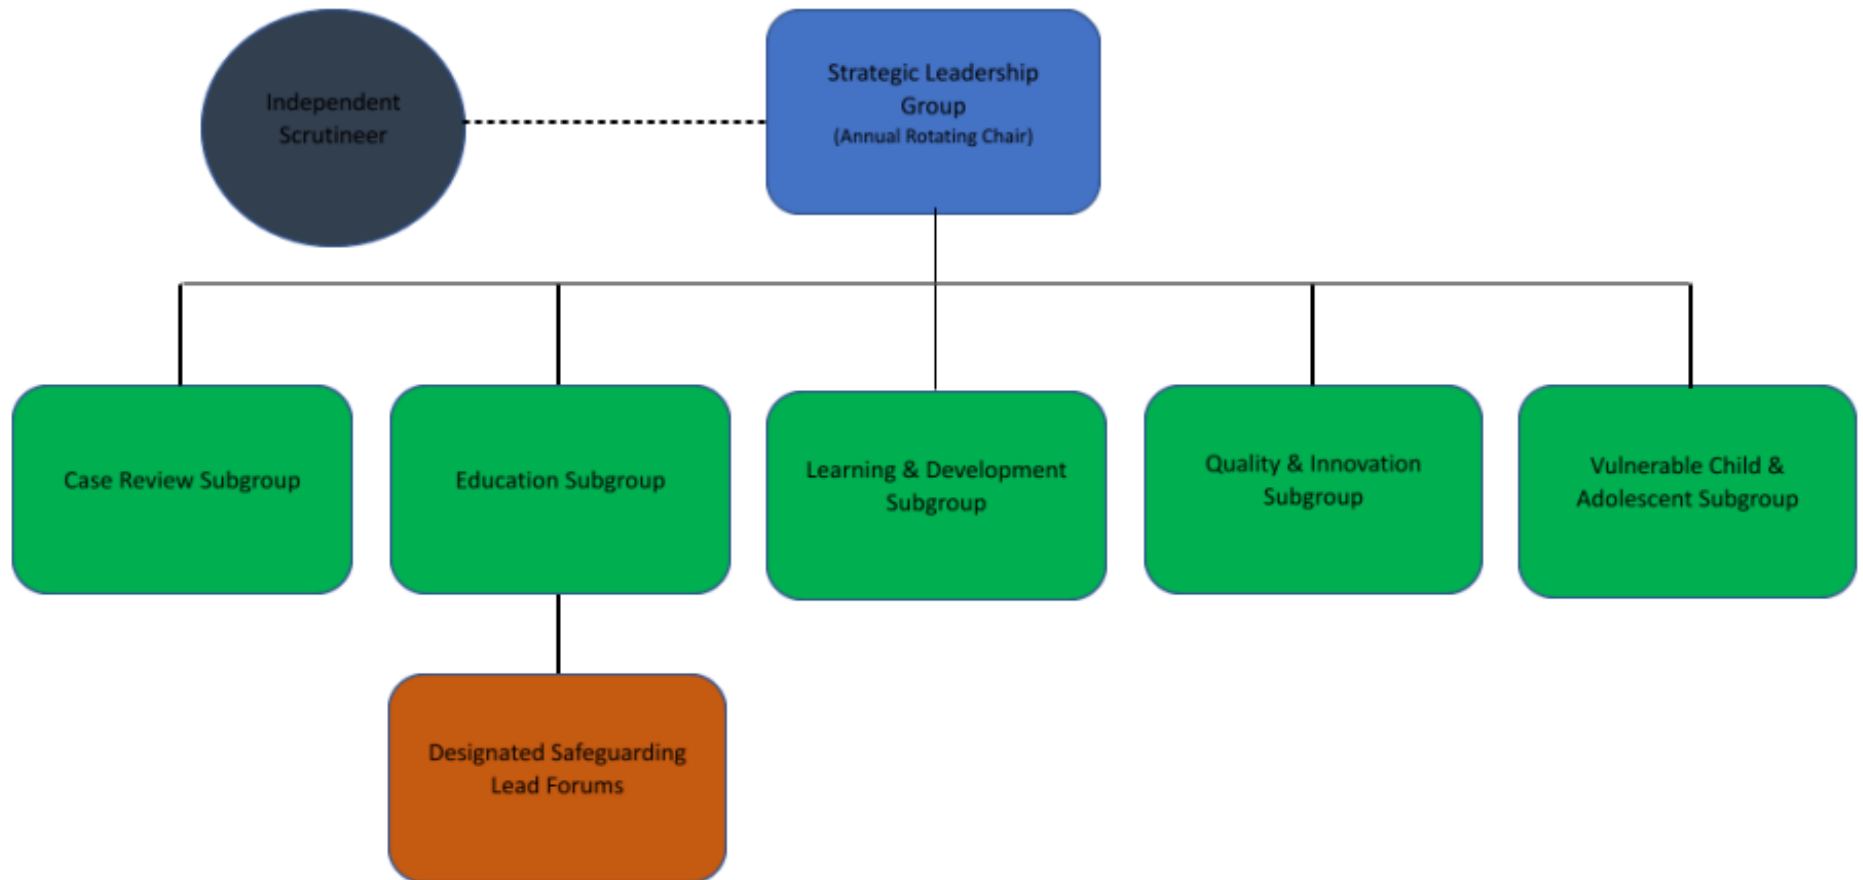 Independent
Scrutineer
Strategic Leadership
Group
(Annual Rotating Chair)
Case Review Subgroup
Education Subgroup
Learning & Development
Subgroup
Quality & Innovation
Subgroup
Vulnerable Child &
Adolescent Subgroup
Designated Safeguarding
Lead Forums